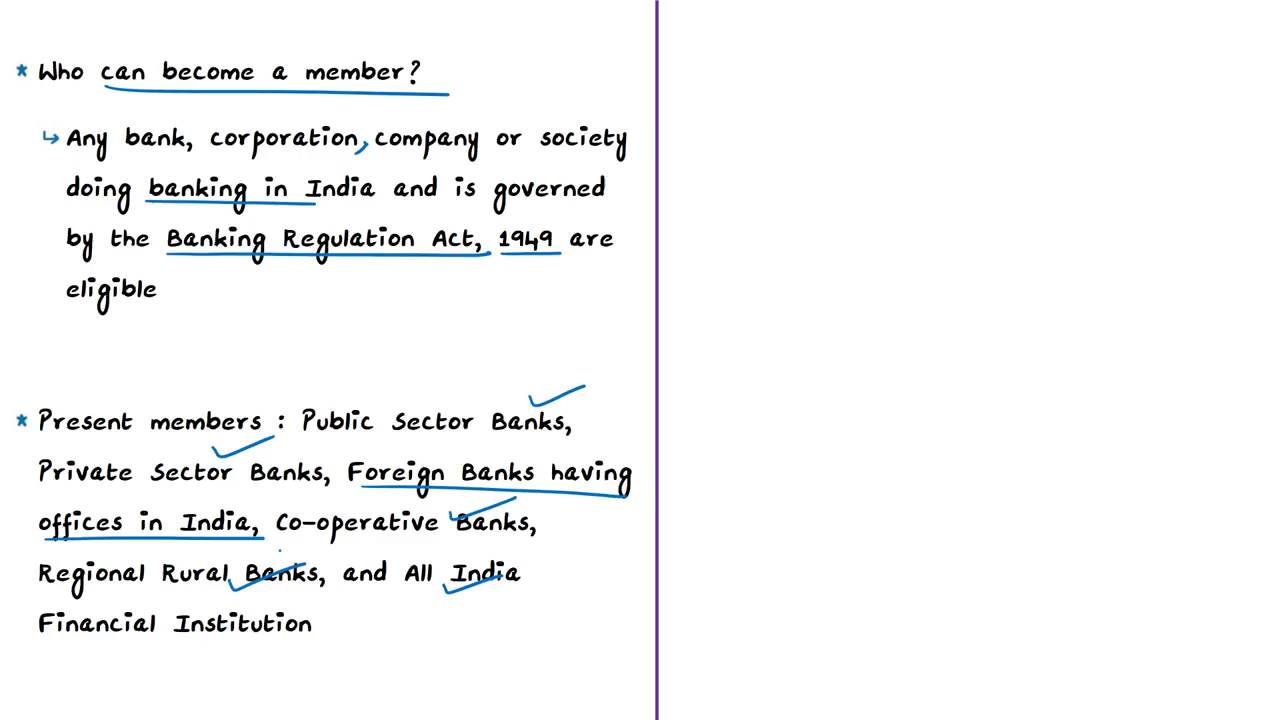 * Who can become a member?
↳ Any bank, corporation, company or society
doing banking in India and is governed
by the Banking Regulation Act, 1949 are
eligible
* Present members : Public Sector Banks,
Private Sector Banks, Foreign Banks having
offices in India, Co-operative Banks,
Regional Rural Banks, and All India
Financial Institution